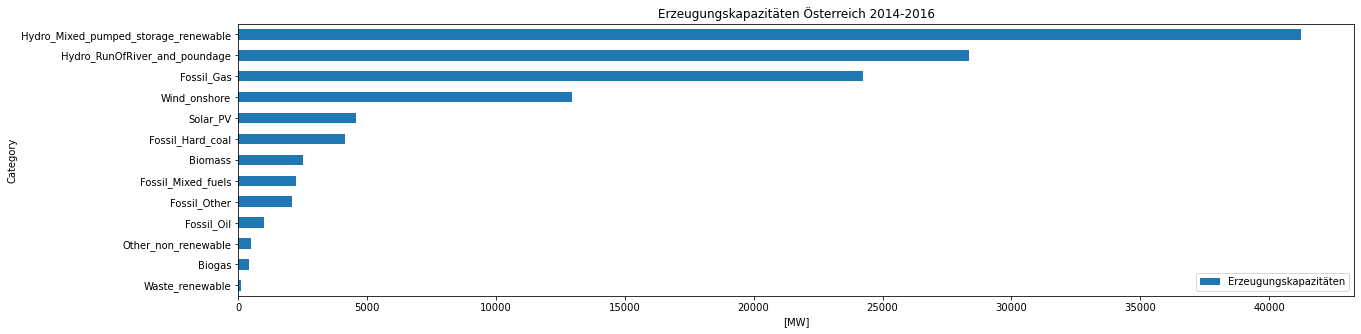 Erzeugungskapazitäten Österreich 2014-2016
Category
Hydro_Mixed_pumped_storage_renewable
Hydro_RunOfRiver_and_poundage
Fossil_Gas
Wind_onshore
Solar_PV
Fossil_Hard_coal
Biomass
Fossil_Mixed_fuels
Fossil_Other
Fossil_Oil
Other_non_renewable
Biogas
Waste_renewable
Erzeugungskapazitäten
0 5000 10000 15000 20000 25000 30000 35000 40000
[MW]